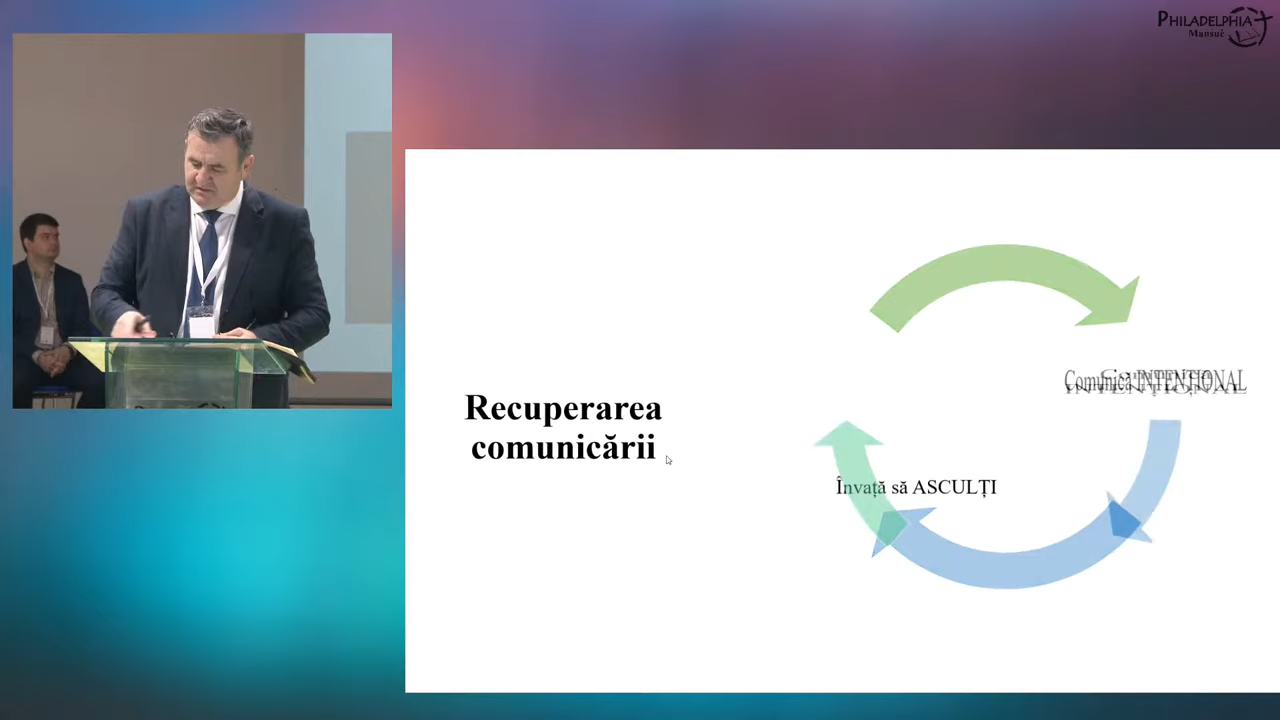 PHILADELPHIA
Mansuè
Recuperarea
comunicării
Comunică INTENȚIONAL
Învață să ASCULȚI